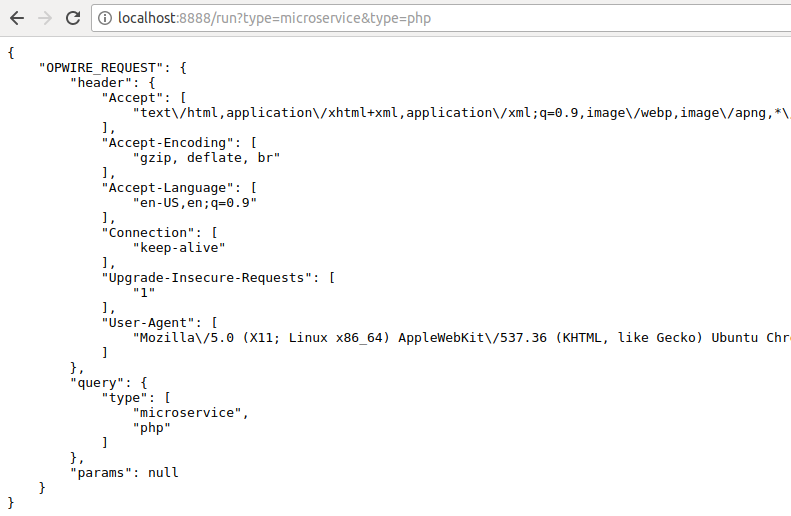 localhost:8888/run?type=microservice&type=php
{
    "OPWIRE_REQUEST": {
        "header": {
            "Accept": [
                "text\/html,application\/xhtml+xml,application\/xml;q=0.9,image\/webp,image\/apng,*\/
            ],
            "Accept-Encoding": [
                "gzip, deflate, br"
            ],
            "Accept-Language": [
                "en-US,en;q=0.9"
            ],
            "Connection": [
                "keep-alive"
            ],
            "Upgrade-Insecure-Requests": [
                "1"
            ],
            "User-Agent": [
                "Mozilla\/5.0 (X11; Linux x86_64) AppleWebKit\/537.36 (KHTML, like Gecko) Ubuntu Chr
            ]
        },
        "query": {
            "type": [
                "microservice",
                "php"
            ]
        },
        "params": null
    }
}